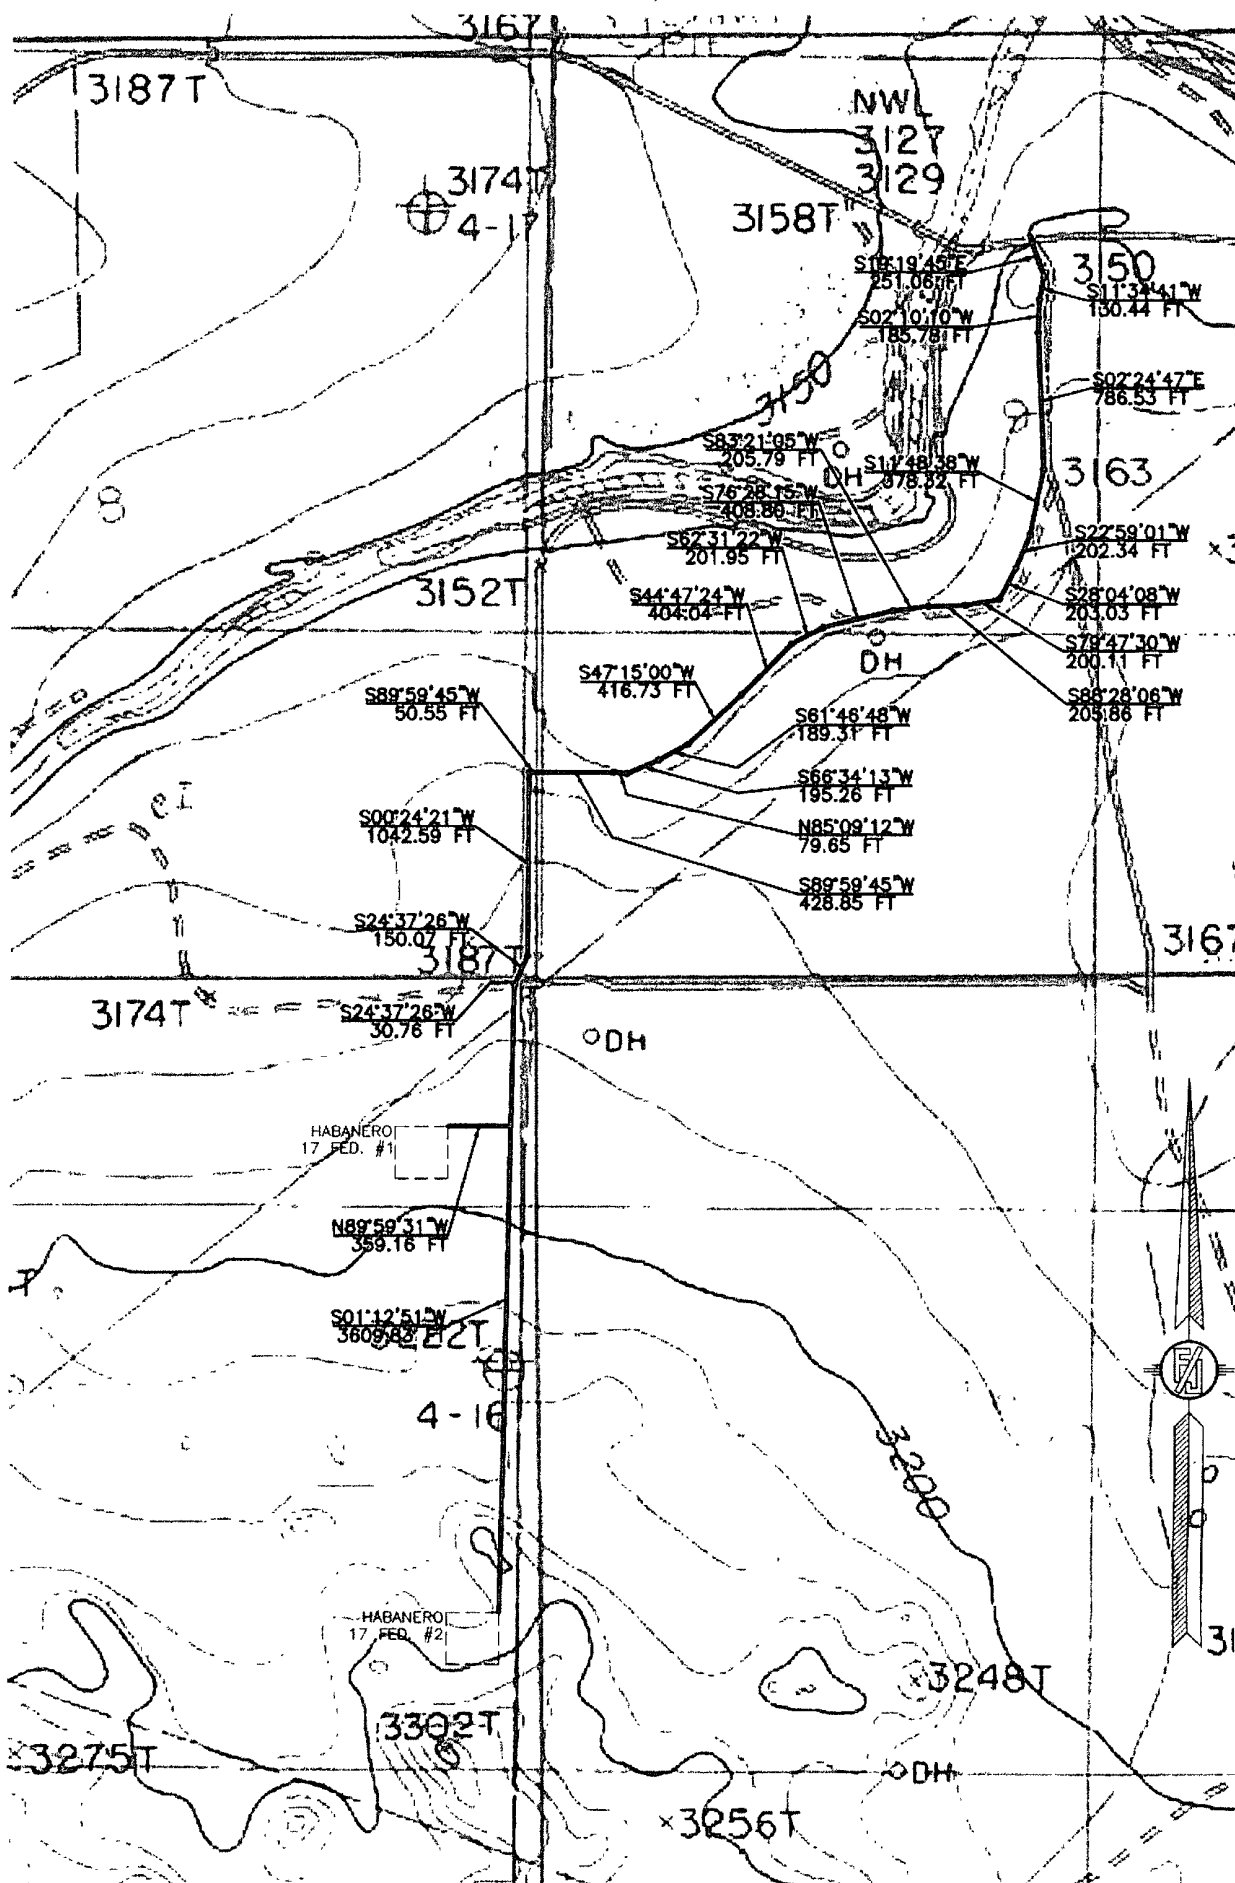 3167
3187T
NWL
3127
3129
3174T
4-17
3158T
S19°19'45"E
251.06 FT
3150
S11°34'41"W
130.44 FT
S02°10'10"W
185.78 FT
3150
S02°24'47"E
786.53 FT
S83°21'05"W
205.79 FT
DH
S11°48'38"W
378.32 FT
3163
8
S76°28'15"W
408.80 FT
S62°31'22"W
201.95 FT
S22°59'01"W
202.34 FT
3152T
S44°47'24"W
404.04 FT
S28°04'08"W
203.03 FT
DH
S79°47'30"W
200.11 FT
S47°15'00"W
416.73 FT
S89°59'45"W
50.55 FT
S88°28'06"W
205.86 FT
S61°46'48"W
189.31 FT
S66°34'13"W
195.26 FT
S00°24'21"W
1042.59 FT
N85°09'12"W
79.65 FT
S89°59'45"W
428.85 FT
S24°37'26"W
150.07 FT
3187T
3167
3174T
S24°37'26"W
30.76 FT
DH
HABANERO
17 FED. #1
N89°59'31"W
359.16 FT
T
S01°12'51"W
3609.83 FT
3222T
4-16
3200
HABANERO
17 FED. #2
31
3248T
3302T
3275T
DH
3256T